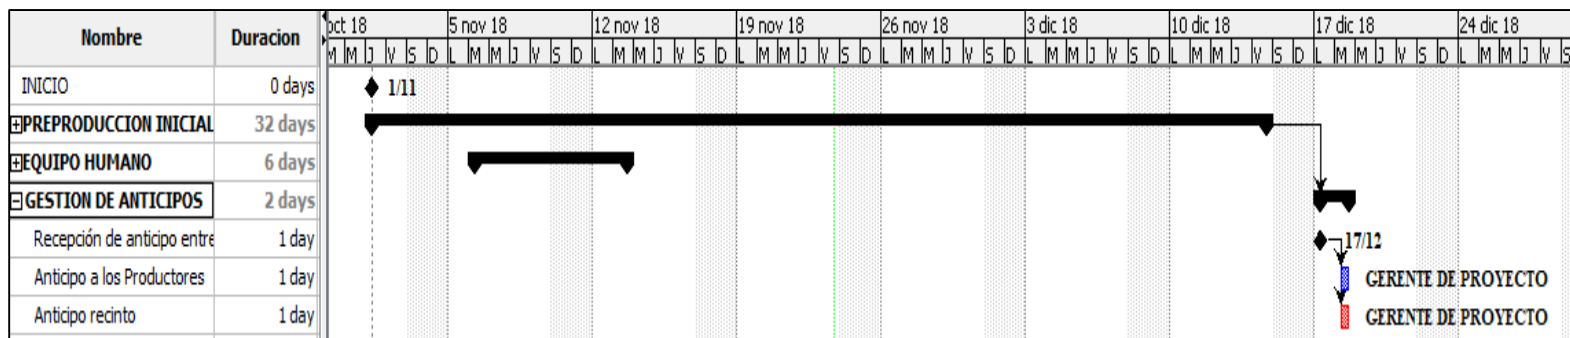 Nombre Duracion oct 18 5 nov 18 12 nov 18 19 nov 18 26 nov 18 3 dic 18 10 dic 18 17 dic 18 24 dic 18
M M J V S D L M M J V S D L M M J V S D L M M J V S D L M M J V S D L M M J V S D L M M J V S D L M M J V S D L M M J V S
INICIO 0 days 1/11
PREPRODUCCION INICIAL 32 days
EQUIPO HUMANO 6 days
GESTION DE ANTICIPOS 2 days
Recepción de anticipo entre 1 day 17/12
Anticipo a los Productores 1 day GERENTE DE PROYECTO
Anticipo recinto 1 day GERENTE DE PROYECTO